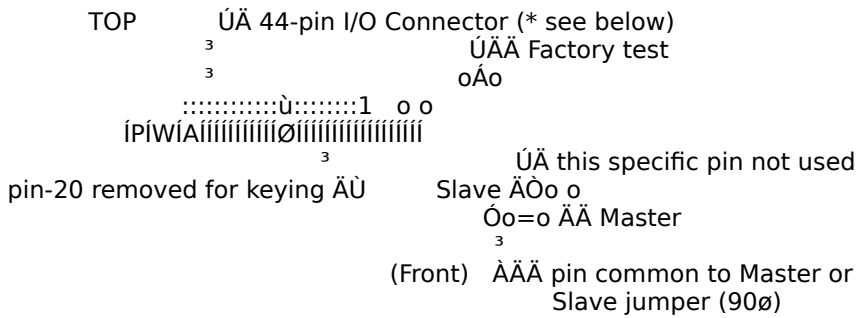 TOP ÚÄ 44-pin I/O Connector (* see below)
³ ÚÄÄ Factory test
³ oÁo
::::::::::::ù::::::::1 o o
ÍPÍWÍAÍÍÍÍÍÍÍÍÍÍÍØÍÍÍÍÍÍÍÍÍÍÍÍÍÍÍÍÍÍ
³ ÚÄ this specific pin not used
pin-20 removed for keying ÄÙ Slave ÄÒo o
Óo=o ÄÄ Master
³
(Front) ÀÄÄ pin common to Master or
Slave jumper (90ø)